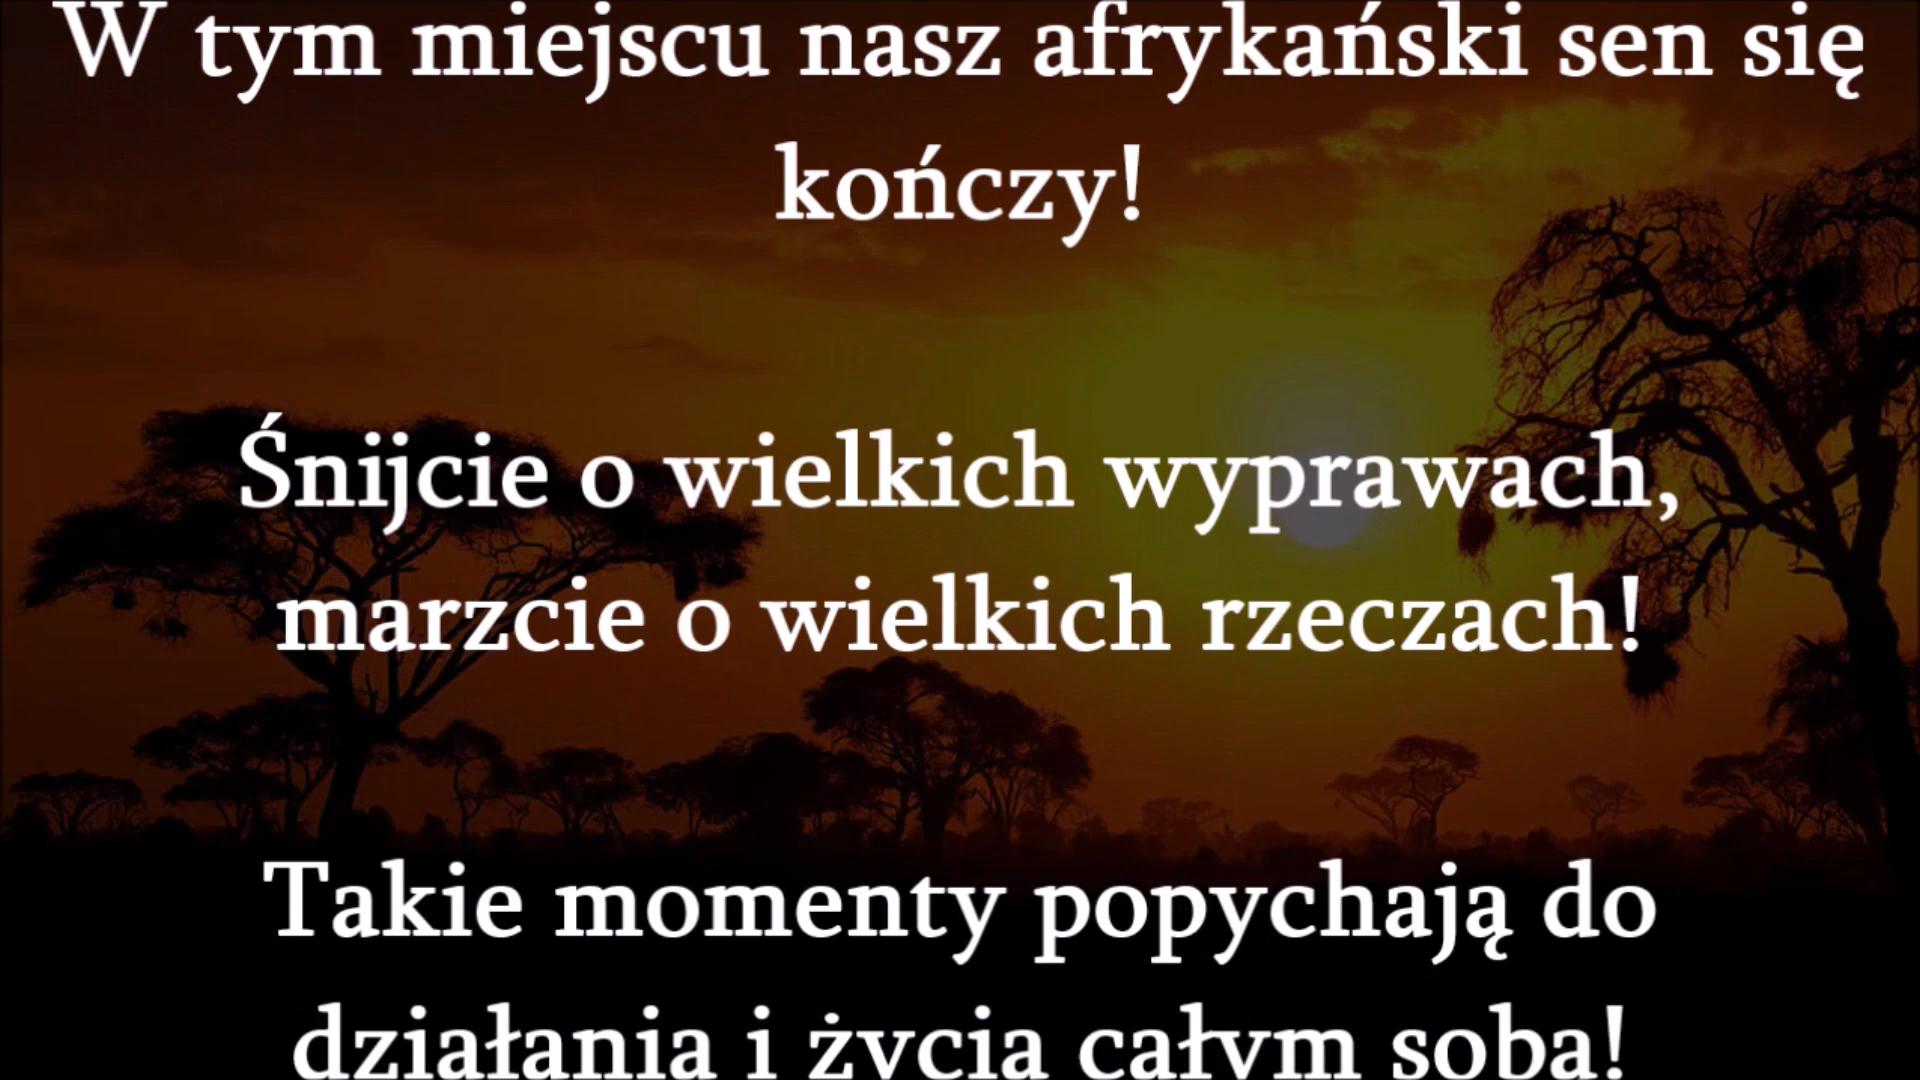 W tym miejscu nasz afrykański sen się
kończy!
Śnijcie o wielkich wyprawach,
marzcie o wielkich rzeczach!
Takie momenty popychają do
działania i życia całym sobą!